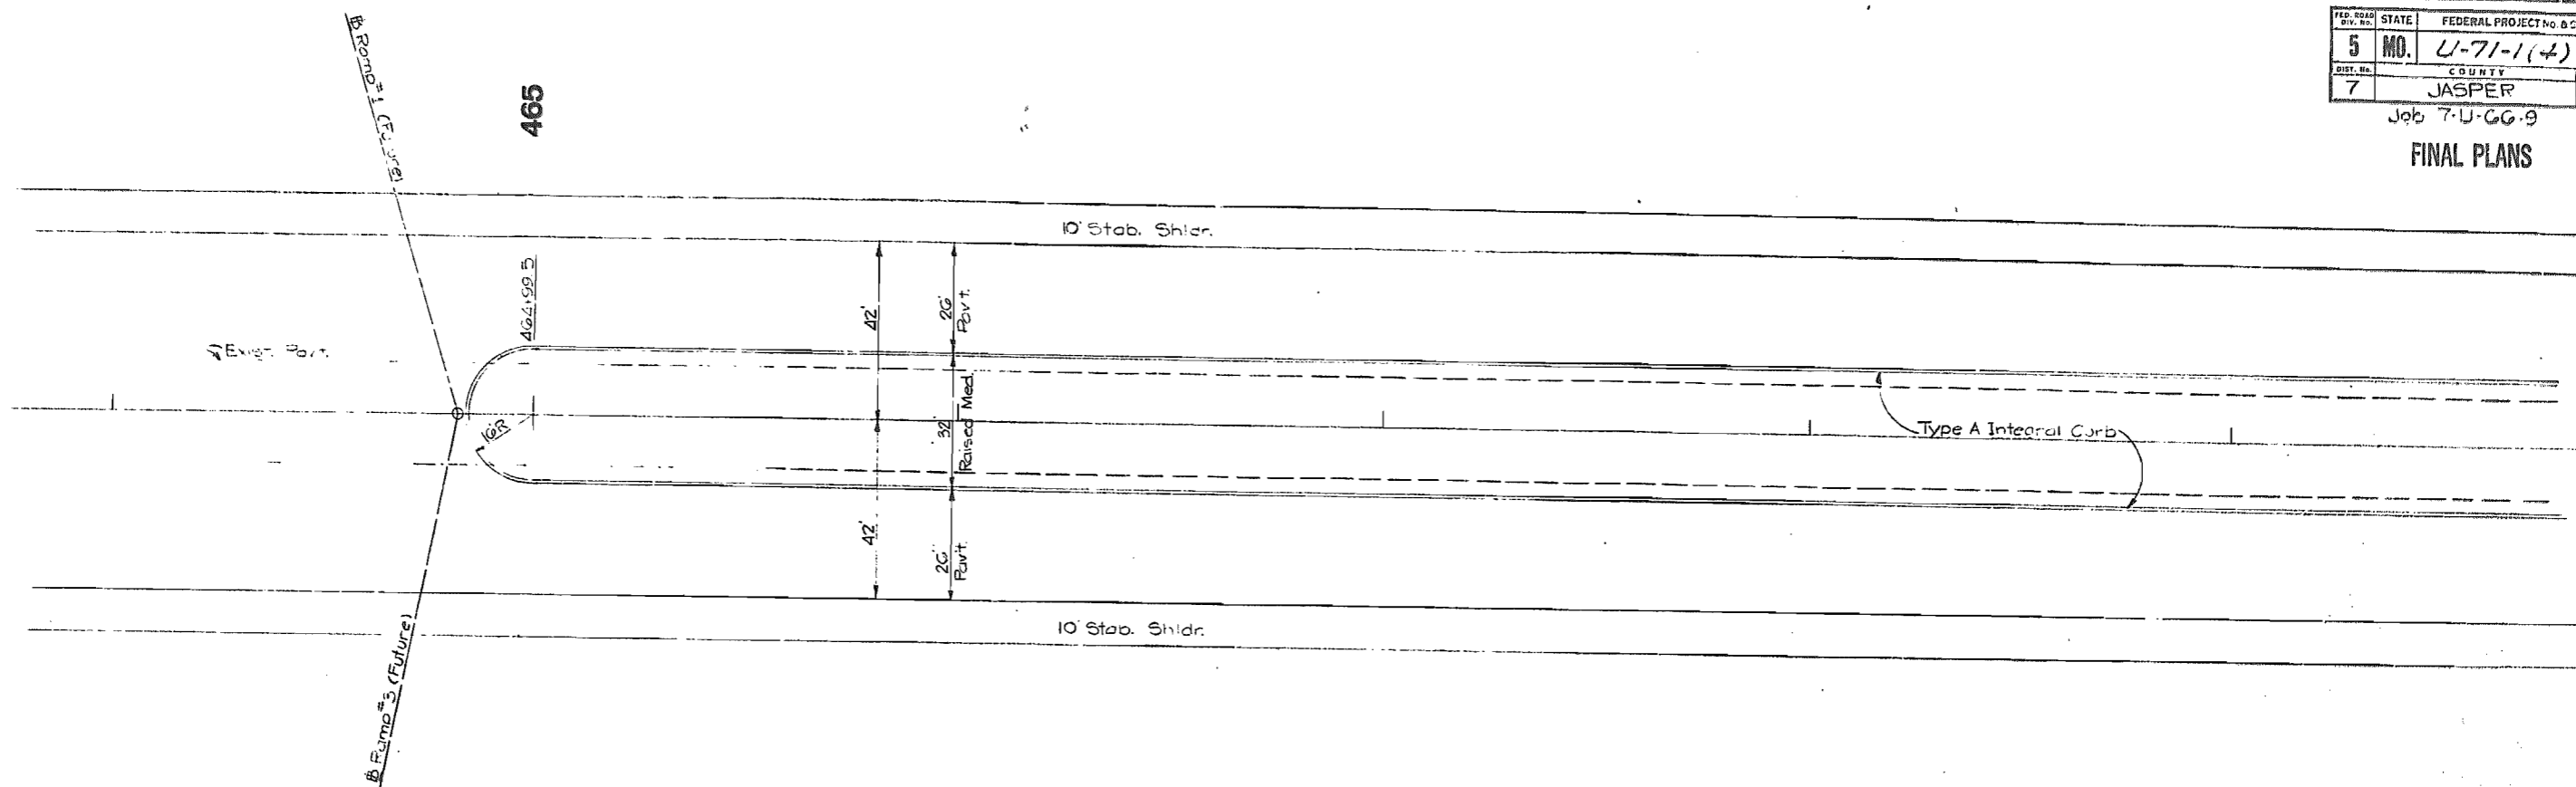 FED. ROAD DIV. NO.
STATE
FEDERAL PROJECT NO. &
5
MO.
U-71-1(4)
DIST. No.
COUNTY
7
JASPER
Job 7-U-66-9
FINAL PLANS
465
℄ Ramp #1 (Future)
10' Stab. Shldr.
464+99.5
42'
26'
Pav't.
℄ Exist. Pav't.
16'R
32'
Raised Med.
Type A Integral Curb
42'
26'
Pav't.
10' Stab. Shldr.
Ramp #3 (Future)